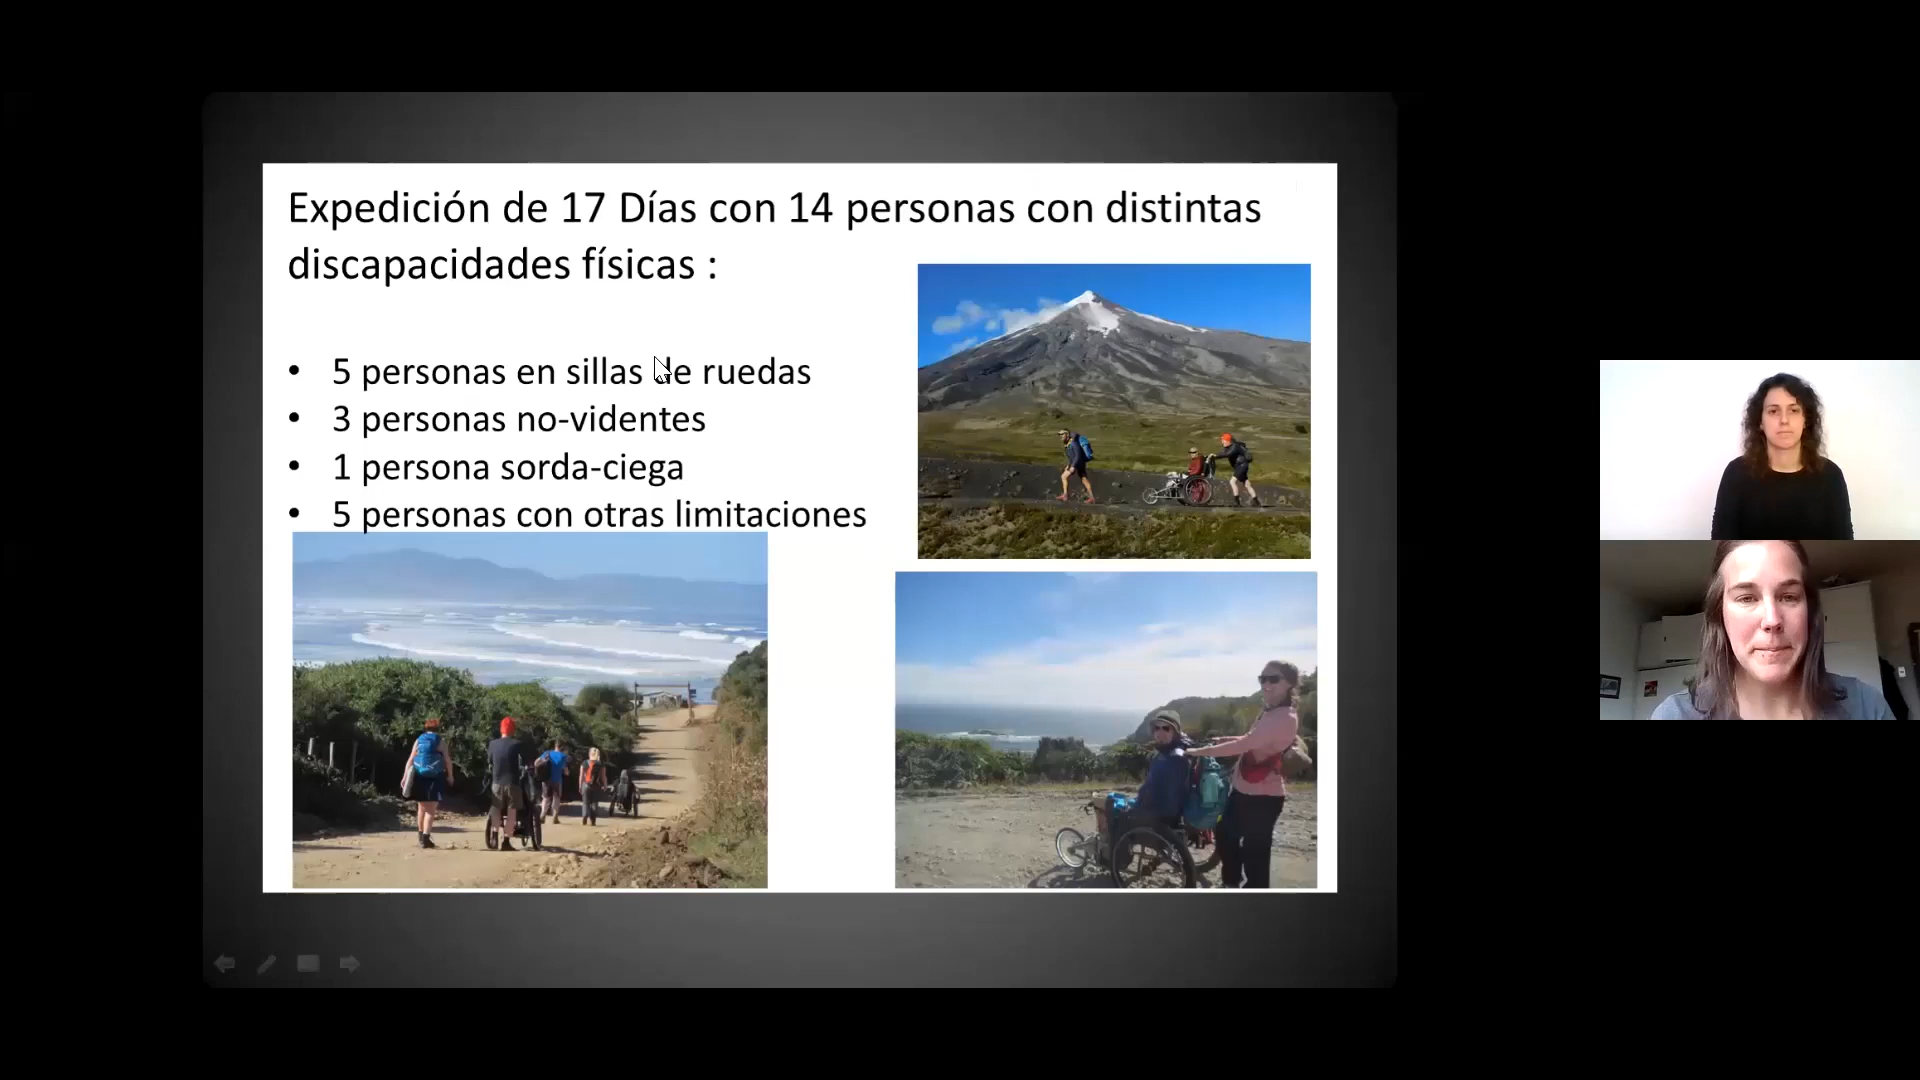 Expedición de 17 Días con 14 personas con distintas
discapacidades físicas :
• 5 personas en sillas de ruedas
• 3 personas no-videntes
• 1 persona sorda-ciega
• 5 personas con otras limitaciones